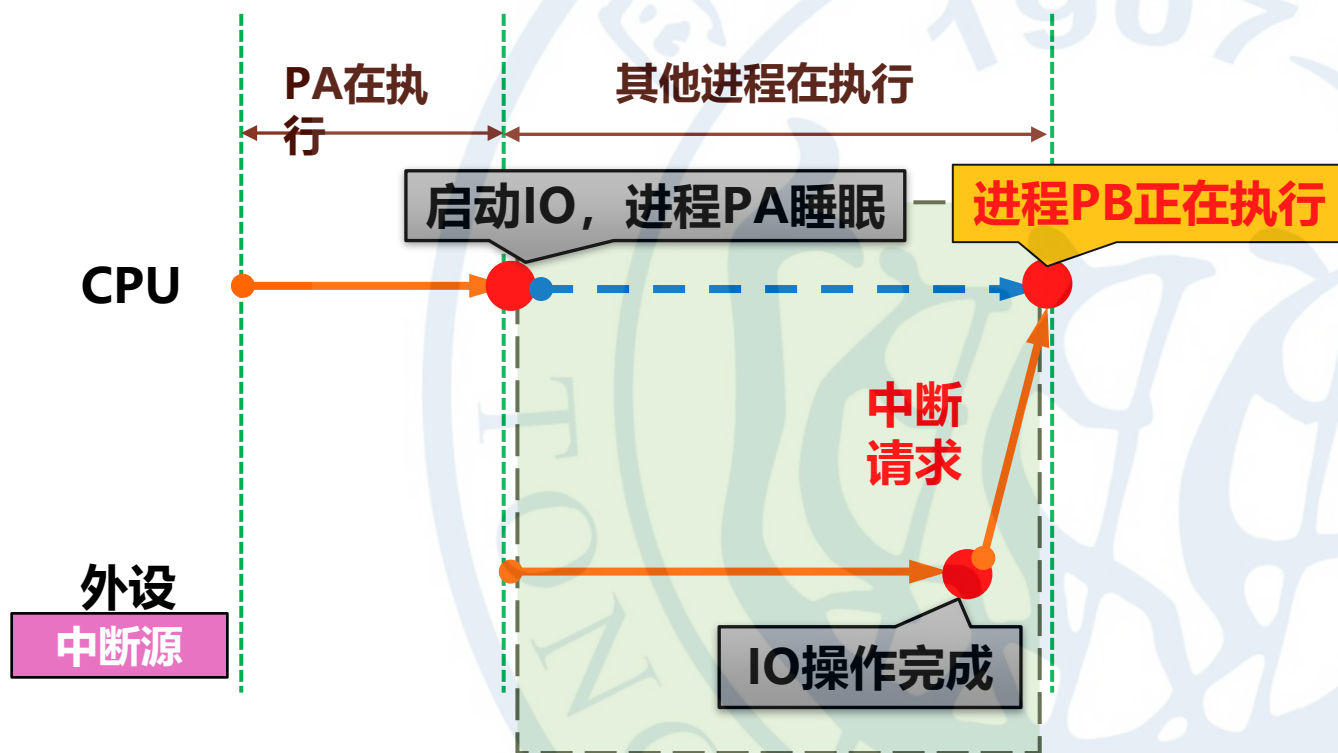 1907
PA在执
行
其他进程在执行
启动IO，进程PA睡眠
进程PB正在执行
CPU
中断
请求
外设
中断源
IO操作完成
TON